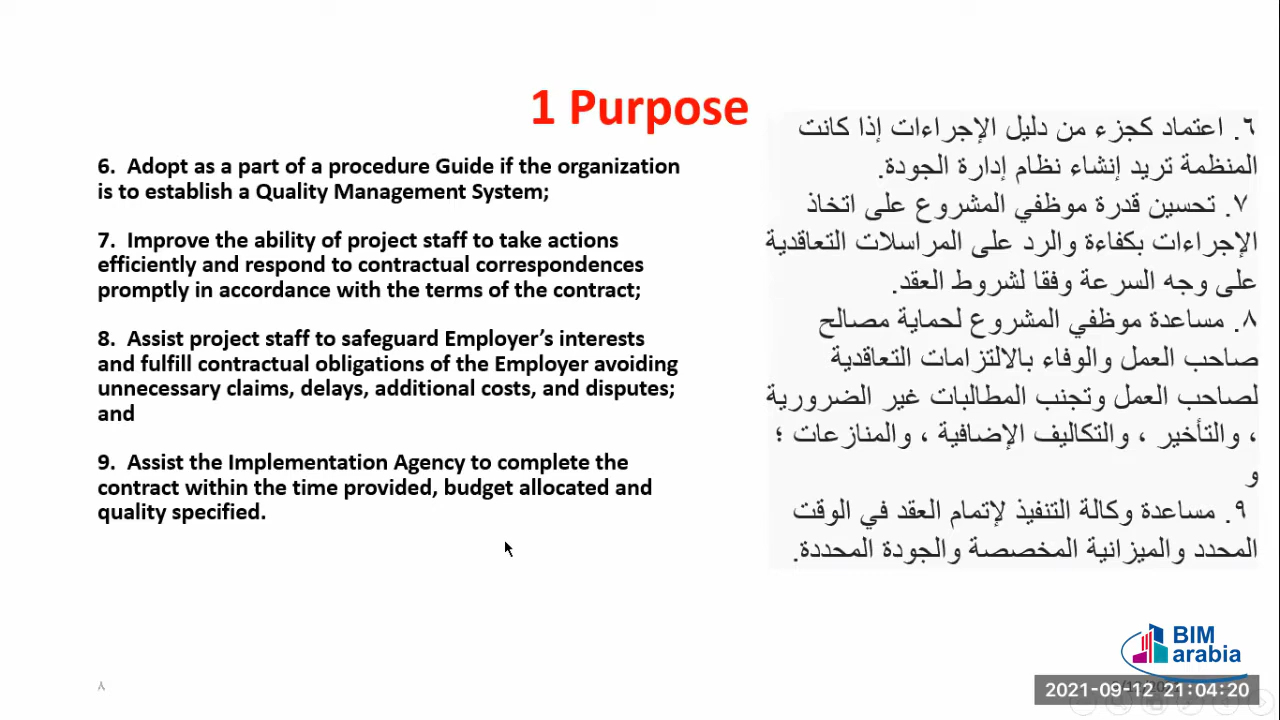 1 Purpose
6. Adopt as a part of a procedure Guide if the organization
is to establish a Quality Management System;
7. Improve the ability of project staff to take actions
efficiently and respond to contractual correspondences
promptly in accordance with the terms of the contract;
8. Assist project staff to safeguard Employer’s interests
and fulfill contractual obligations of the Employer avoiding
unnecessary claims, delays, additional costs, and disputes;
and
9. Assist the Implementation Agency to complete the
contract within the time provided, budget allocated and
quality specified.
٦. اعتماد كجزء من دليل الإجراءات إذا كانت
المنظمة تريد إنشاء نظام إدارة الجودة.
٧. تحسين قدرة موظفي المشروع على اتخاذ
الإجراءات بكفاءة والرد على المراسلات التعاقدية
على وجه السرعة وفقا لشروط العقد.
٨. مساعدة موظفي المشروع لحماية مصالح
صاحب العمل والوفاء بالالتزامات التعاقدية
لصاحب العمل وتجنب المطالبات غير الضرورية
، والتأخير ، والتكاليف الإضافية ، والمنازعات ؛
و
٩. مساعدة وكالة التنفيذ لإتمام العقد في الوقت
المحدد والميزانية المخصصة والجودة المحددة.
BIM
arabia
٨
2021-09-12 21:04:20